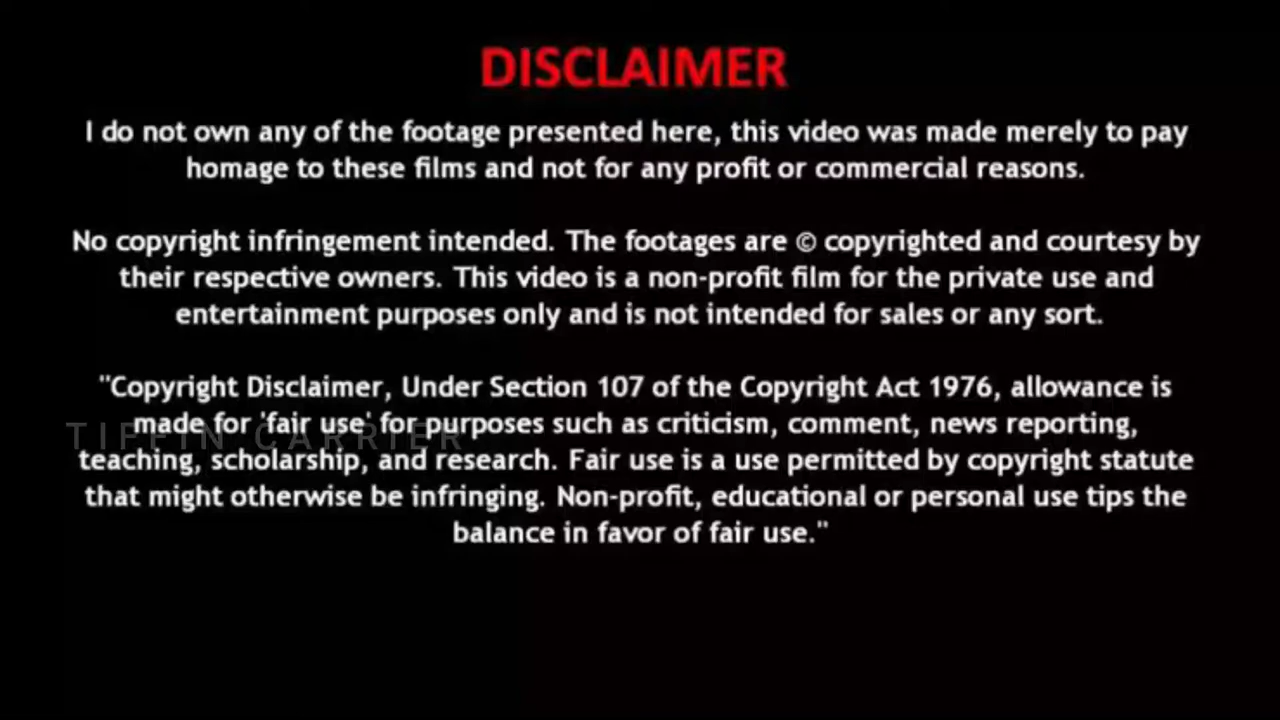 DISCLAIMER
I do not own any of the footage presented here, this video was made merely to pay
homage to these films and not for any profit or commercial reasons.
No copyright infringement intended. The footages are © copyrighted and courtesy by
their respective owners. This video is a non-profit film for the private use and
entertainment purposes only and is not intended for sales or any sort.
"Copyright Disclaimer, Under Section 107 of the Copyright Act 1976, allowance is
made for 'fair use' for purposes such as criticism, comment, news reporting,
TIFFIN CARRIER
teaching, scholarship, and research. Fair use is a use permitted by copyright statute
that might otherwise be infringing. Non-profit, educational or personal use tips the
balance in favor of fair use."